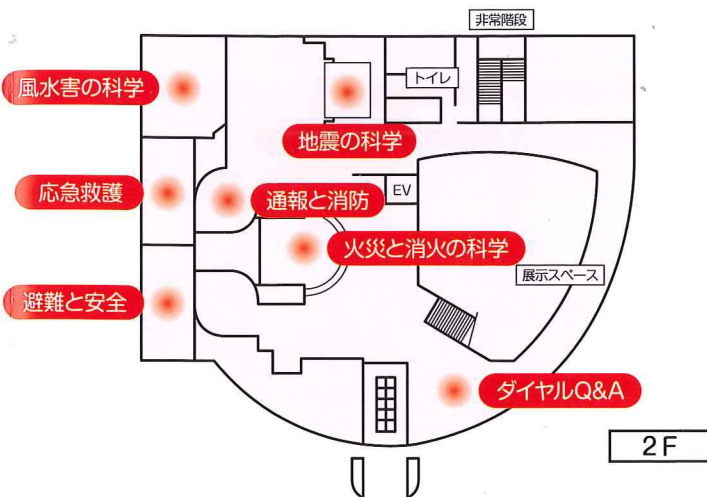 非常階段
風水害の科学
トイレ
地震の科学
応急救護
通報と消防
EV
火災と消火の科学
展示スペース
避難と安全
ダイヤルQ&A
2F